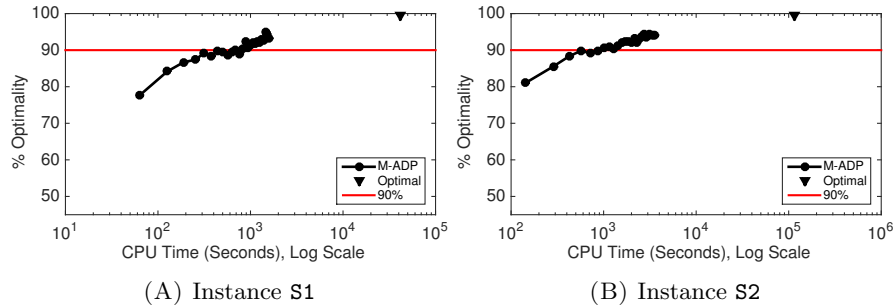 100
90
80
70
60
50
% Optimality
M-ADP
Optimal
90%
10^1
10^2
10^3
10^4
10^5
CPU Time (Seconds), Log Scale
(A) Instance S1
100
90
80
70
60
50
% Optimality
M-ADP
Optimal
90%
10^2
10^3
10^4
10^5
10^6
CPU Time (Seconds), Log Scale
(B) Instance S2